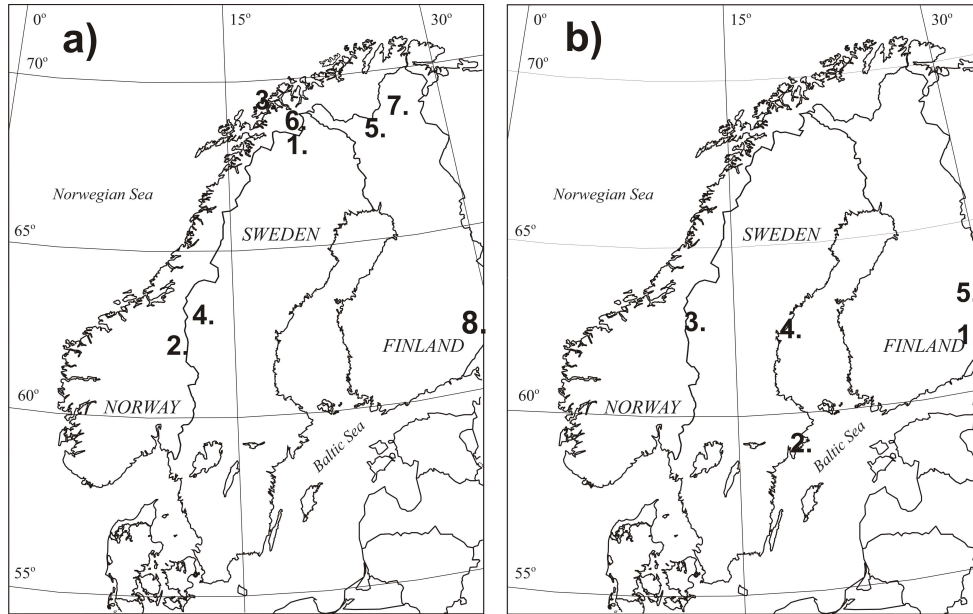 0° 15° 30°
a)
70°
3.
7.
6.
5.
1.
Norwegian Sea
SWEDEN
65°
4.
8.
2.
FINLAND
60°
NORWAY
Baltic Sea
55°
0° 15° 30°
b)
70°
Norwegian Sea
SWEDEN
65°
5.
3.
4.
1
FINLAND
60°
NORWAY
2.
Baltic Sea
55°